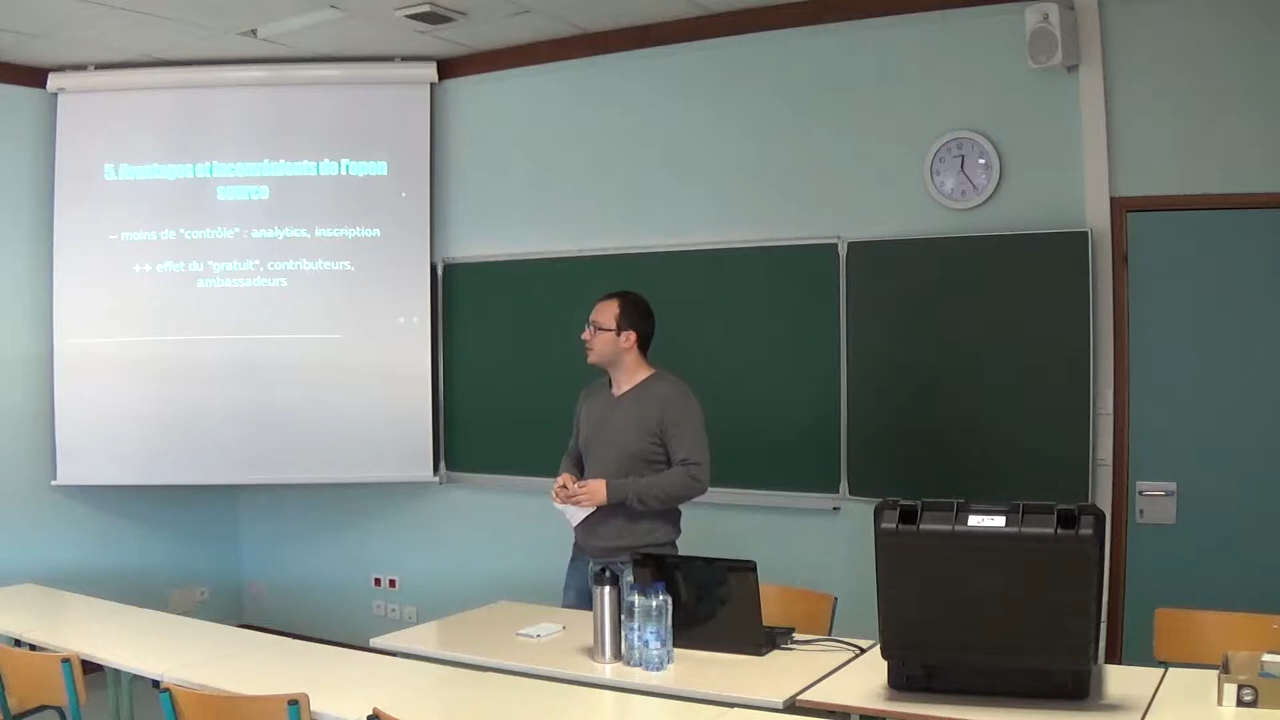 5. Avantages et inconvénients de l'open
source
– moins de "contrôle" : analytics, inscription
++ effet du "gratuit", contributeurs,
ambassadeurs